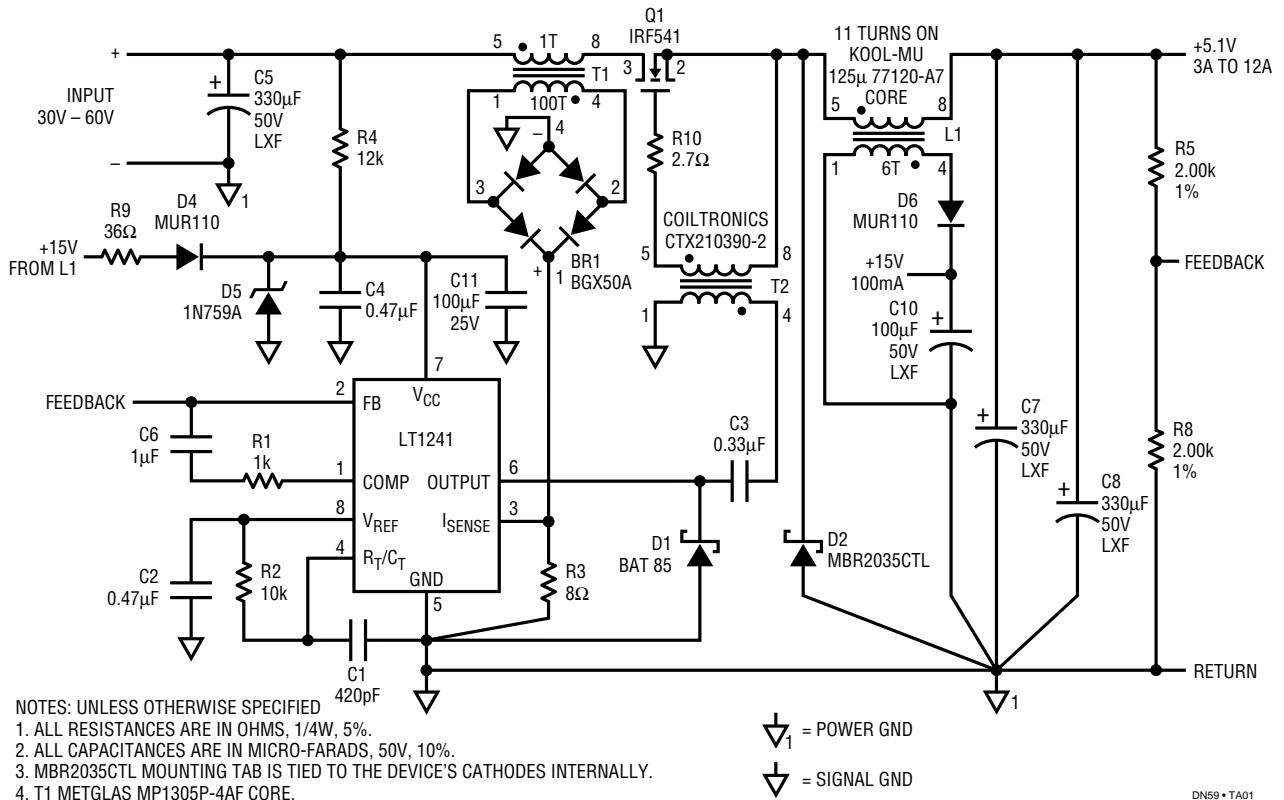 +
INPUT
30V – 60V
–
+
C5
330µF
50V
LXF
1
R4
12k
5
1T
8
T1
1
100T
4
–
4
3
2
+
1
BR1
BGX50A
Q1
IRF541
3
2
R10
2.7Ω
COILTRONICS
CTX210390-2
5
8
T2
1
4
11 TURNS ON
KOOL-MU
125µ 77120-A7
CORE
5
8
L1
1
6T
4
D6
MUR110
+15V
100mA
C10
100µF
50V
LXF
+
+5.1V
3A TO 12A
R5
2.00k
1%
FEEDBACK
R8
2.00k
1%
+15V
FROM L1
R9
36Ω
D4
MUR110
D5
1N759A
C4
0.47µF
C11
100µF
25V
7
VCC
FEEDBACK
2
FB
LT1241
C6
1µF
R1
1k
1
COMP
OUTPUT
6
8
VREF
ISENSE
3
4
RT/CT
GND
5
C2
0.47µF
R2
10k
C1
420pF
R3
8Ω
C3
0.33µF
D1
BAT 85
D2
MBR2035CTL
+
C7
330µF
50V
LXF
+
C8
330µF
50V
LXF
RETURN
1
NOTES: UNLESS OTHERWISE SPECIFIED
1. ALL RESISTANCES ARE IN OHMS, 1/4W, 5%.
2. ALL CAPACITANCES ARE IN MICRO-FARADS, 50V, 10%.
3. MBR2035CTL MOUNTING TAB IS TIED TO THE DEVICE'S CATHODES INTERNALLY.
4. T1 METGLAS MP1305P-4AF CORE.
1 = POWER GND
= SIGNAL GND
DN59 • TA01